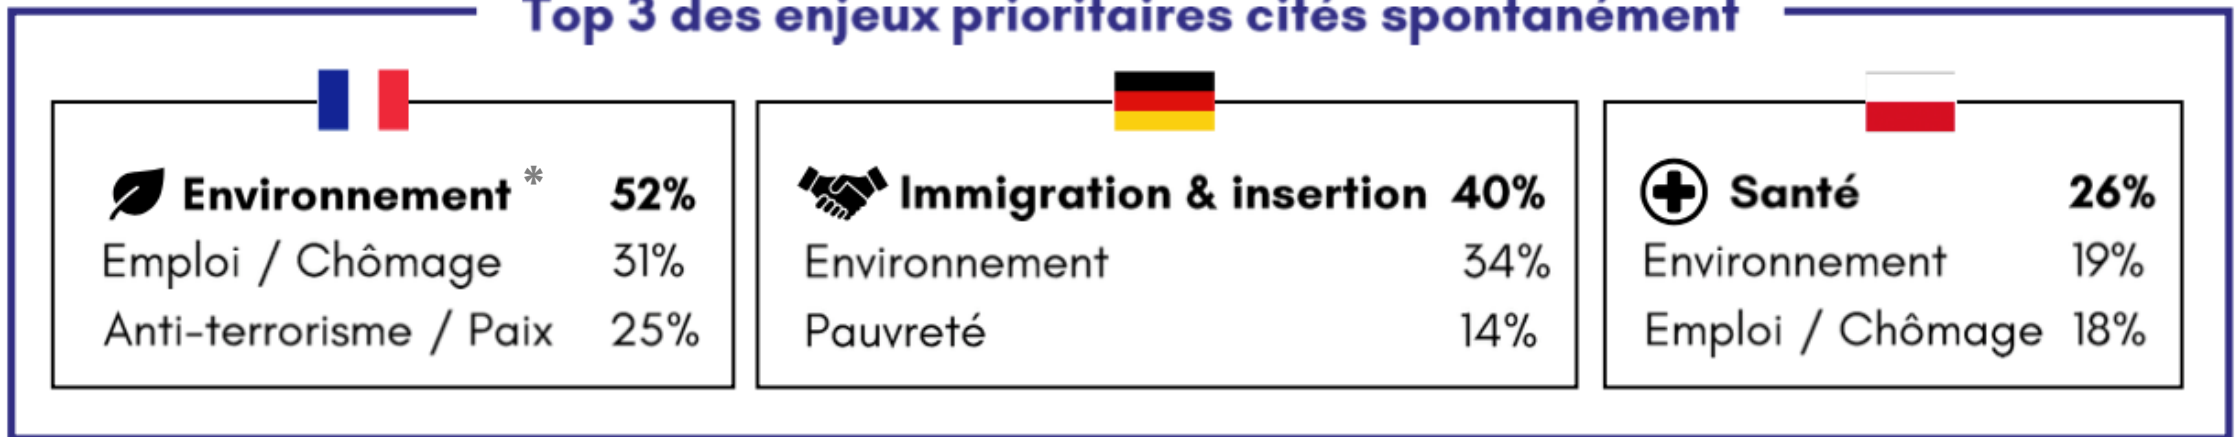 Top 3 des enjeux prioritaires cités spontanément
Environnement * 52%
Emploi / Chômage 31%
Anti-terrorisme / Paix 25%
Immigration & insertion 40%
Environnement 34%
Pauvreté 14%
Santé 26%
Environnement 19%
Emploi / Chômage 18%